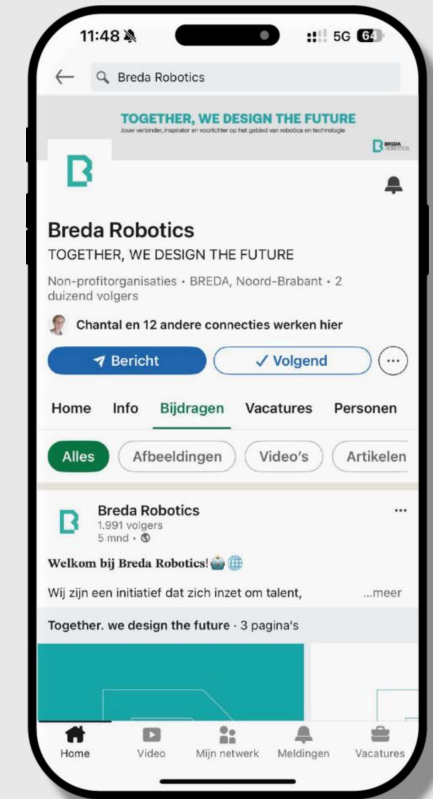 11:48
5G 64
Breda Robotics
TOGETHER, WE DESIGN THE FUTURE
Jouw verbinder, inspirator en voorlichter op het gebied van robotica en technologie
BREDA
ROBOTICS
Breda Robotics
TOGETHER, WE DESIGN THE FUTURE
Non-profitorganisaties • BREDA, Noord-Brabant • 2
duizend volgers
Chantal en 12 andere connecties werken hier
Bericht
Volgend
Home Info Bijdragen Vacatures Personen
Alles Afbeeldingen Video's Artikelen
Breda Robotics
1.991 volgers
5 mnd •
Welkom bij Breda Robotics!
Wij zijn een initiatief dat zich inzet om talent, ...meer
Together. we design the future · 3 pagina's
Home Video Mijn netwerk Meldingen Vacatures